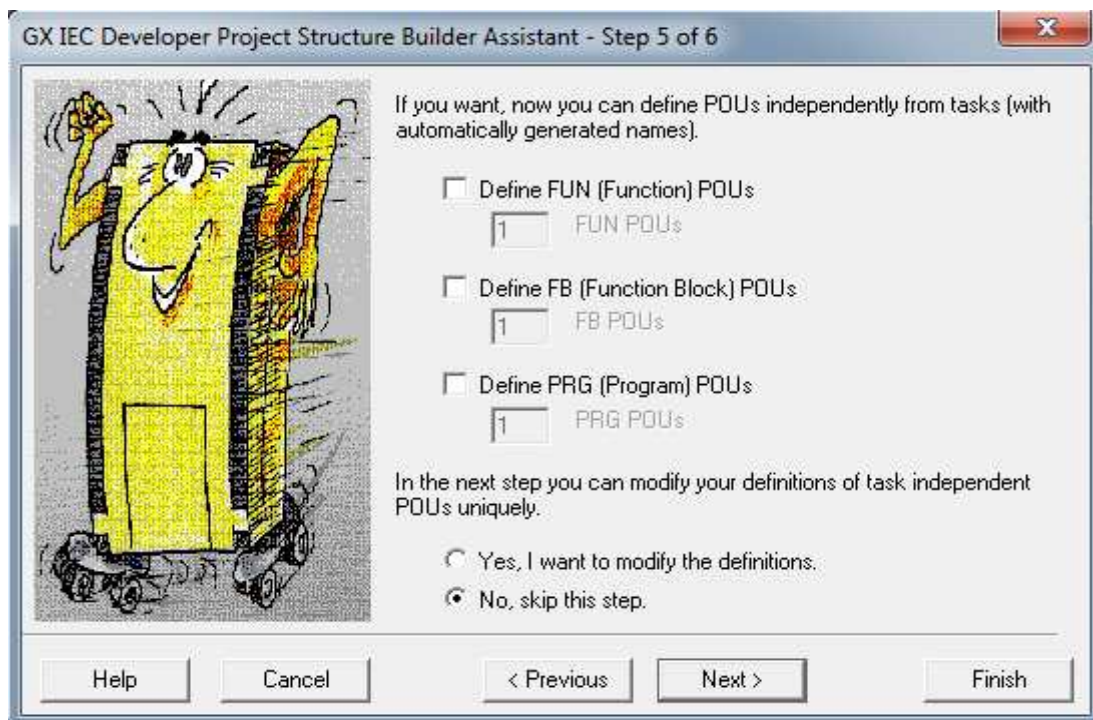 GX IEC Developer Project Structure Builder Assistant - Step 5 of 6
If you want, now you can define POUs independently from tasks (with
automatically generated names).
Define FUN (Function) POUs
1 FUN POUs
Define FB (Function Block) POUs
1 FB POUs
Define PRG (Program) POUs
1 PRG POUs
In the next step you can modify your definitions of task independent
POUs uniquely.
Yes, I want to modify the definitions.
No, skip this step.
Help Cancel < Previous Next > Finish